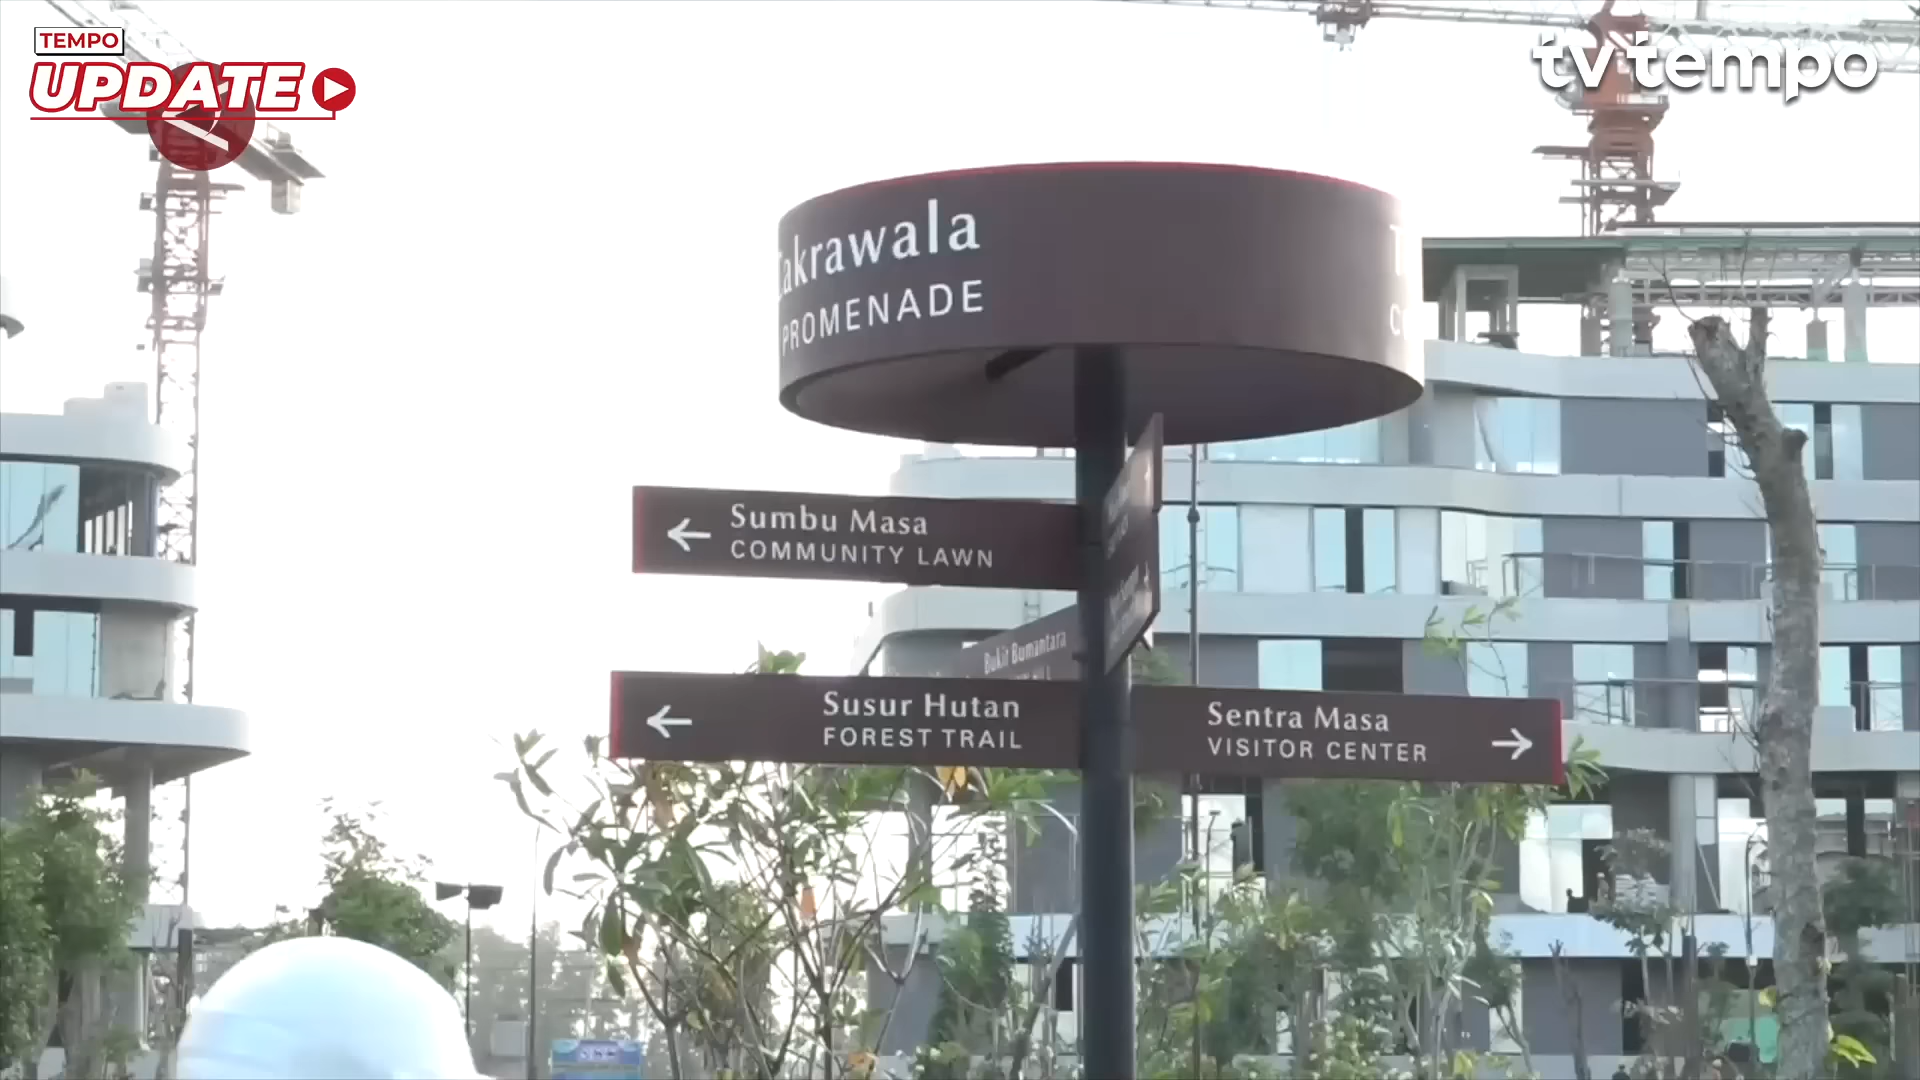 TEMPO
UPDATE
tv tempo
Cakrawala
PROMENADE
Sumbu Masa
COMMUNITY LAWN
Bukit Bumantara
Susur Hutan
FOREST TRAIL
Sentra Masa
VISITOR CENTER